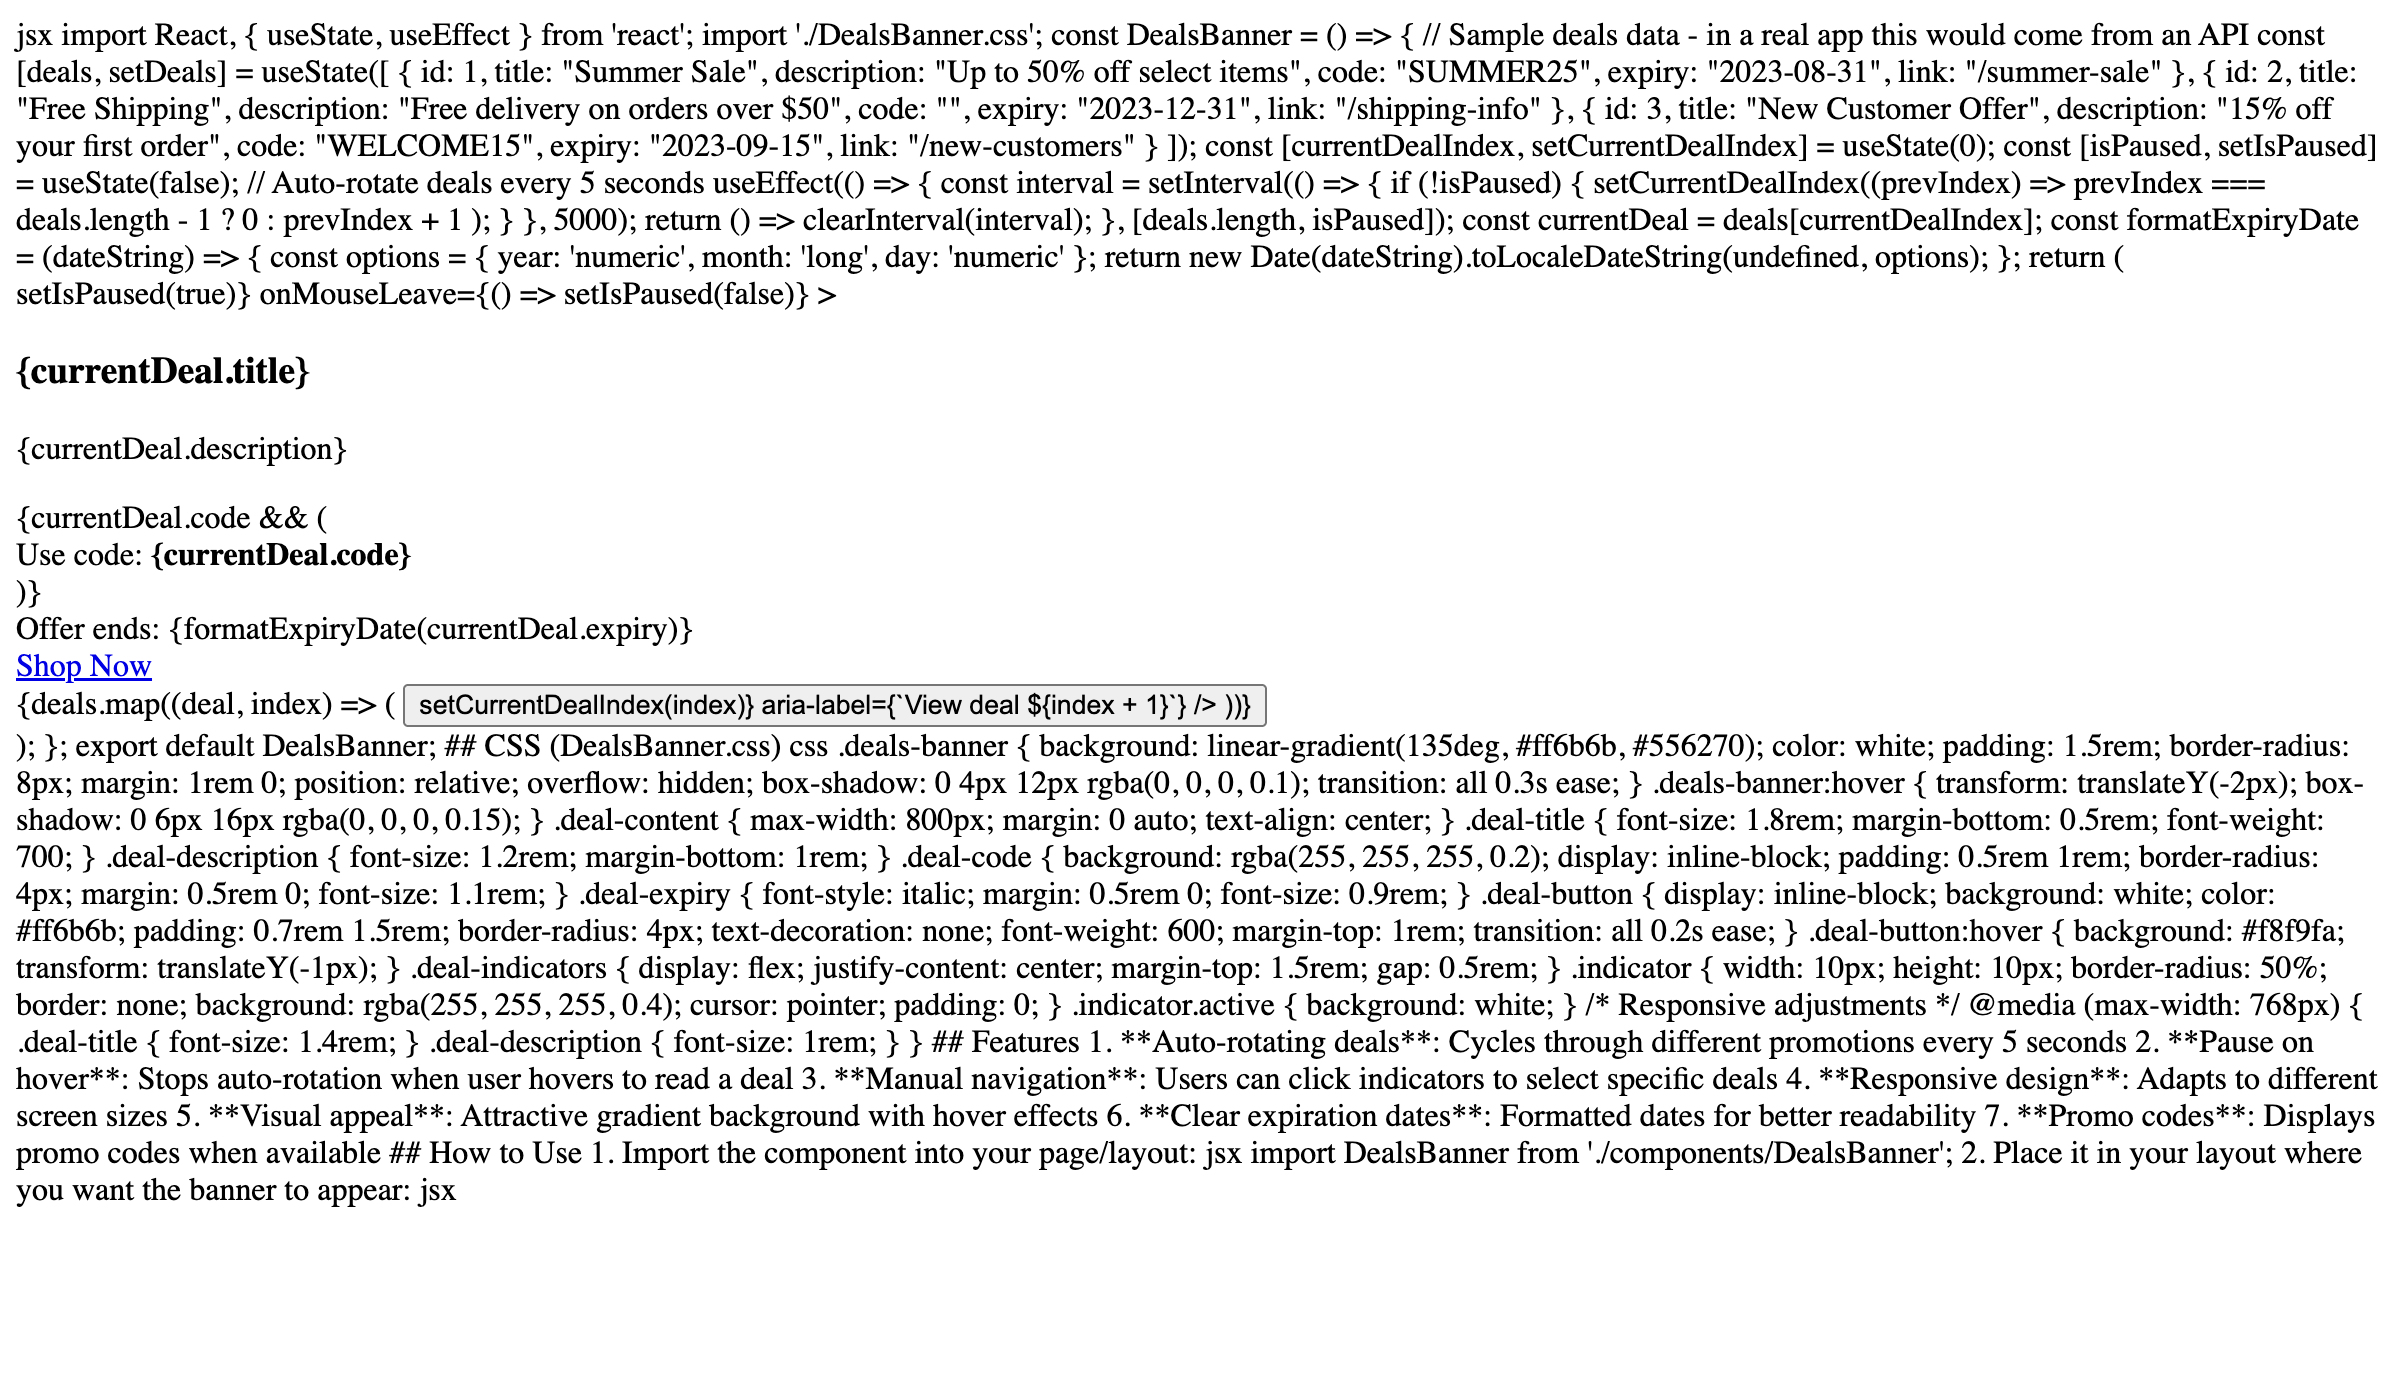 jsx import React, { useState, useEffect } from 'react'; import './DealsBanner.css'; const DealsBanner = () => { // Sample deals data - in a real app this would come from an API const
[deals, setDeals] = useState([ { id: 1, title: "Summer Sale", description: "Up to 50% off select items", code: "SUMMER25", expiry: "2023-08-31", link: "/summer-sale" }, { id: 2, title:
"Free Shipping", description: "Free delivery on orders over $50", code: "", expiry: "2023-12-31", link: "/shipping-info" }, { id: 3, title: "New Customer Offer", description: "15% off
your first order", code: "WELCOME15", expiry: "2023-09-15", link: "/new-customers" } ]); const [currentDealIndex, setCurrentDealIndex] = useState(0); const [isPaused, setIsPaused]
= useState(false); // Auto-rotate deals every 5 seconds useEffect(() => { const interval = setInterval(() => { if (!isPaused) { setCurrentDealIndex((prevIndex) => prevIndex ===
deals.length - 1 ? 0 : prevIndex + 1 ); } }, 5000); return () => clearInterval(interval); }, [deals.length, isPaused]); const currentDeal = deals[currentDealIndex]; const formatExpiryDate
= (dateString) => { const options = { year: 'numeric', month: 'long', day: 'numeric' }; return new Date(dateString).toLocaleDateString(undefined, options); }; return (
setIsPaused(true)} onMouseLeave={() => setIsPaused(false)} >
{currentDeal.title}
{currentDeal.description}
{currentDeal.code && (
Use code: {currentDeal.code}
)}
Offer ends: {formatExpiryDate(currentDeal.expiry)}
Shop Now
{deals.map((deal, index) => ( setCurrentDealIndex(index)} aria-label={`View deal ${index + 1}`} /> ))}
); }; export default DealsBanner; ## CSS (DealsBanner.css) css .deals-banner { background: linear-gradient(135deg, #ff6b6b, #556270); color: white; padding: 1.5rem; border-radius:
8px; margin: 1rem 0; position: relative; overflow: hidden; box-shadow: 0 4px 12px rgba(0, 0, 0, 0.1); transition: all 0.3s ease; } .deals-banner:hover { transform: translateY(-2px); box-
shadow: 0 6px 16px rgba(0, 0, 0, 0.15); } .deal-content { max-width: 800px; margin: 0 auto; text-align: center; } .deal-title { font-size: 1.8rem; margin-bottom: 0.5rem; font-weight:
700; } .deal-description { font-size: 1.2rem; margin-bottom: 1rem; } .deal-code { background: rgba(255, 255, 255, 0.2); display: inline-block; padding: 0.5rem 1rem; border-radius:
4px; margin: 0.5rem 0; font-size: 1.1rem; } .deal-expiry { font-style: italic; margin: 0.5rem 0; font-size: 0.9rem; } .deal-button { display: inline-block; background: white; color:
#ff6b6b; padding: 0.7rem 1.5rem; border-radius: 4px; text-decoration: none; font-weight: 600; margin-top: 1rem; transition: all 0.2s ease; } .deal-button:hover { background: #f8f9fa;
transform: translateY(-1px); } .deal-indicators { display: flex; justify-content: center; margin-top: 1.5rem; gap: 0.5rem; } .indicator { width: 10px; height: 10px; border-radius: 50%;
border: none; background: rgba(255, 255, 255, 0.4); cursor: pointer; padding: 0; } .indicator.active { background: white; } /* Responsive adjustments */ @media (max-width: 768px) {
.deal-title { font-size: 1.4rem; } .deal-description { font-size: 1rem; } } ## Features 1. **Auto-rotating deals**: Cycles through different promotions every 5 seconds 2. **Pause on
hover**: Stops auto-rotation when user hovers to read a deal 3. **Manual navigation**: Users can click indicators to select specific deals 4. **Responsive design**: Adapts to different
screen sizes 5. **Visual appeal**: Attractive gradient background with hover effects 6. **Clear expiration dates**: Formatted dates for better readability 7. **Promo codes**: Displays
promo codes when available ## How to Use 1. Import the component into your page/layout: jsx import DealsBanner from './components/DealsBanner'; 2. Place it in your layout where
you want the banner to appear: jsx